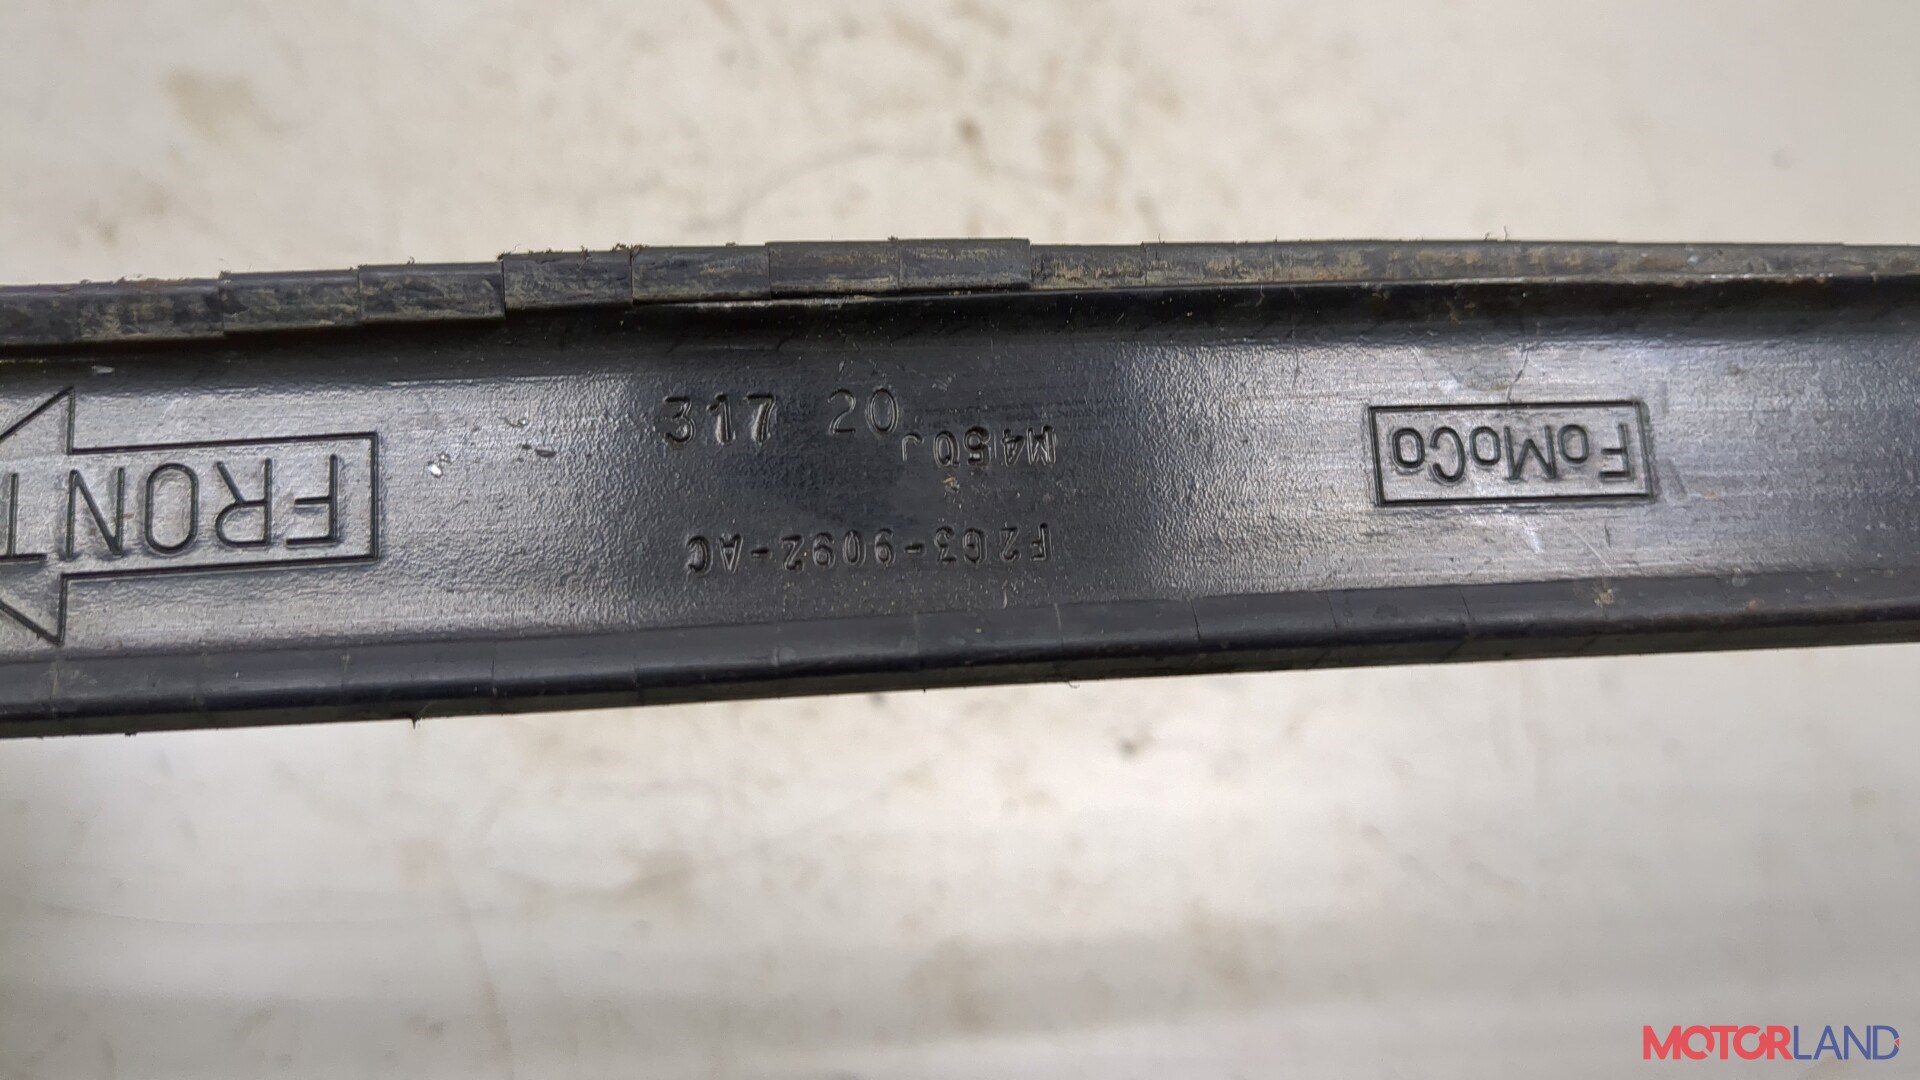 FRONT
317 20
M450J
F2G3-9092-AC
FoMoCo
MOTORLAND